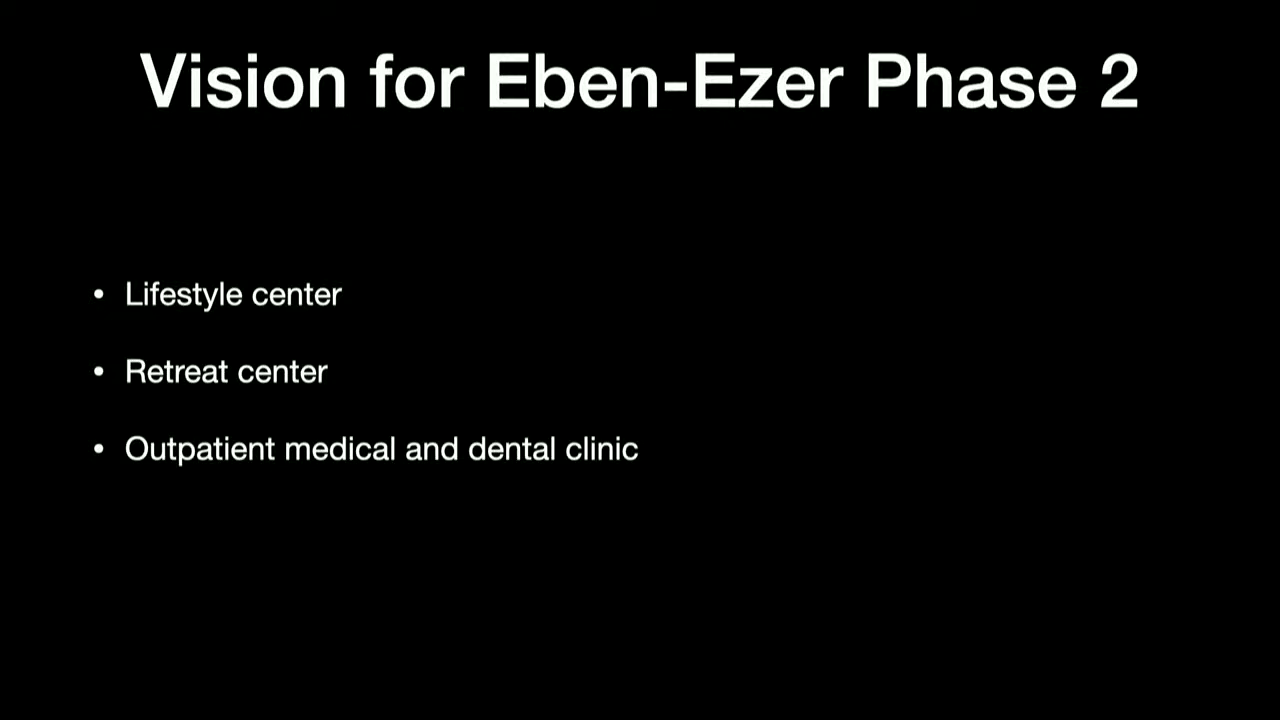 Vision for Eben-Ezer Phase 2
• Lifestyle center
• Retreat center
• Outpatient medical and dental clinic